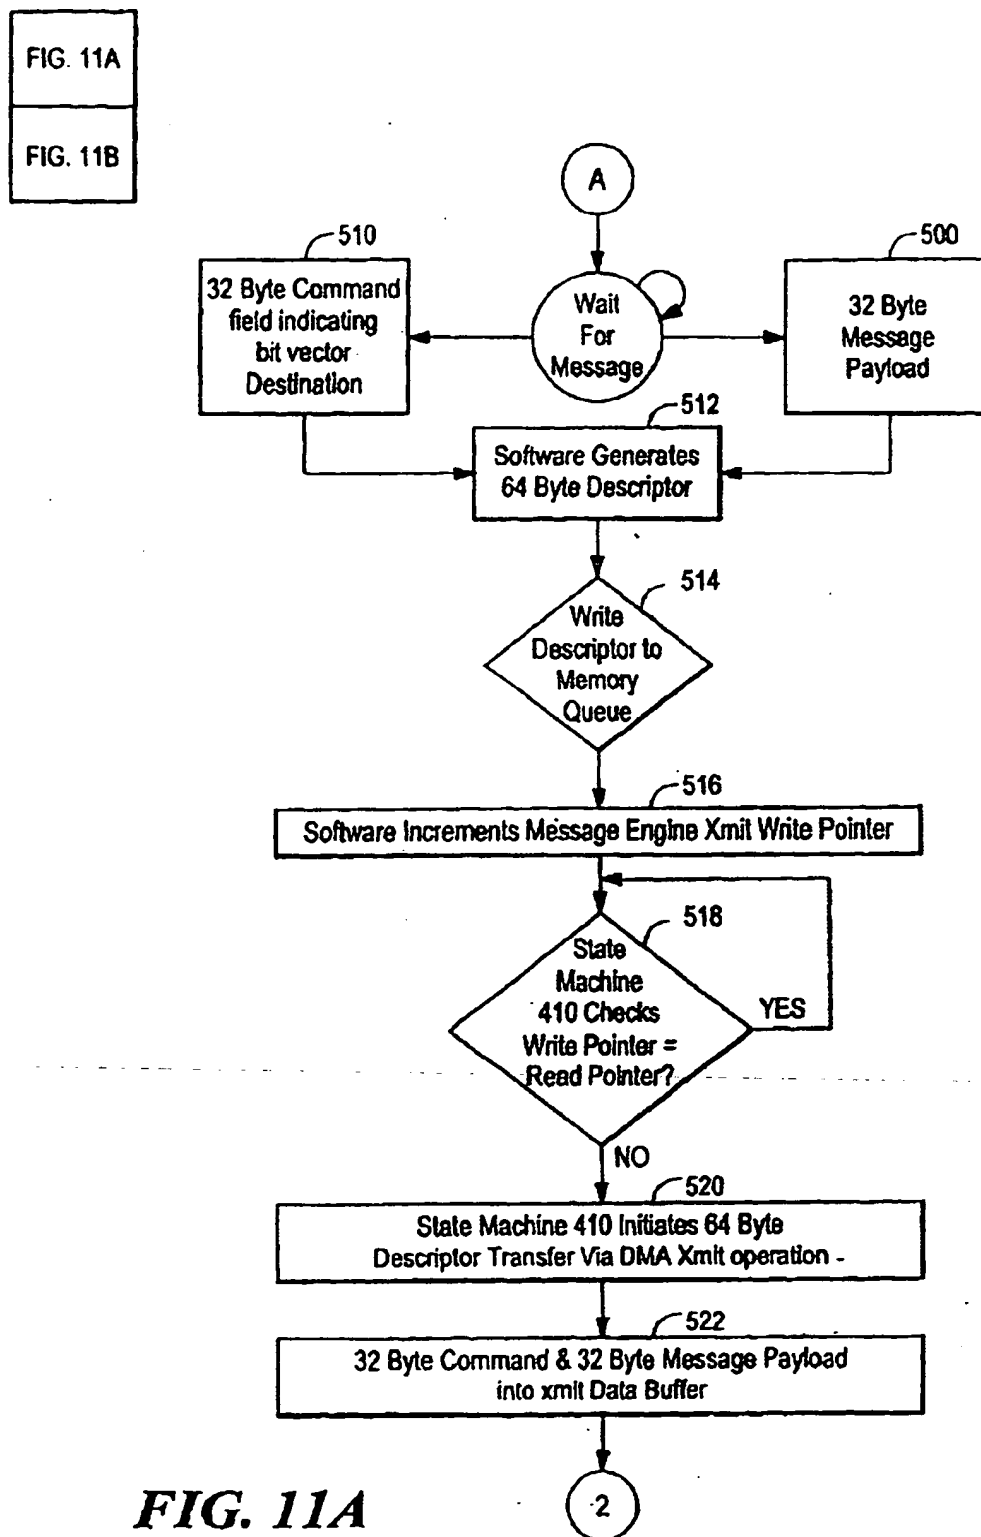 FIG. 11A
FIG. 11B
A
510
500
32 Byte Command
field indicating
bit vector
Destination
Wait
For
Message
32 Byte
Message
Payload
512
Software Generates
64 Byte Descriptor
514
Write
Descriptor to
Memory
Queue
516
Software Increments Message Engine Xmit Write Pointer
518
State
Machine
410 Checks
Write Pointer =
Read Pointer?
YES
NO
520
State Machine 410 Initiates 64 Byte
Descriptor Transfer Via DMA Xmit operation
522
32 Byte Command & 32 Byte Message Payload
into xmit Data Buffer
2
FIG. 11A